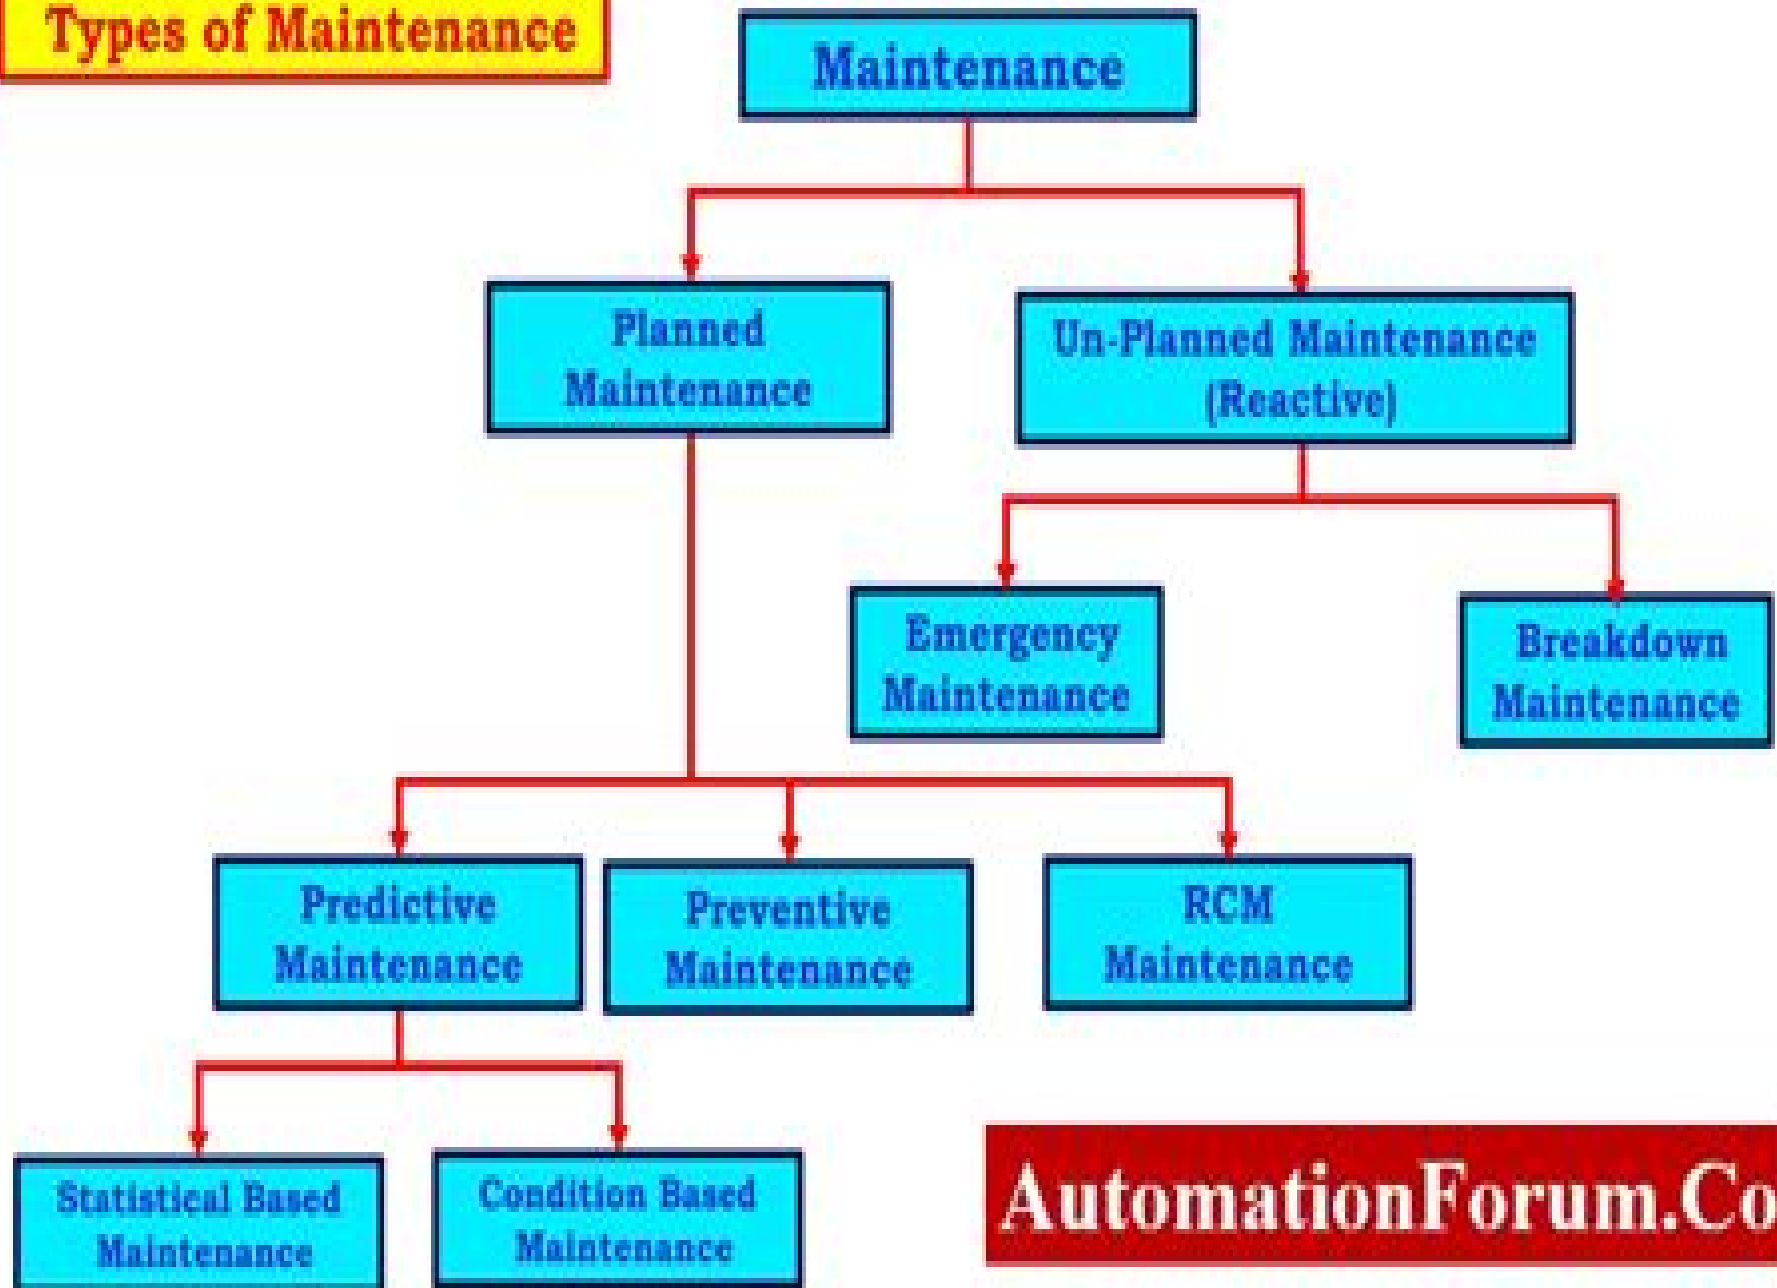 Types of Maintenance
Maintenance
Planned
Maintenance
Un-Planned Maintenance
(Reactive)
Emergency
Maintenance
Breakdown
Maintenance
Predictive
Maintenance
Preventive
Maintenance
RCM
Maintenance
Statistical Based
Maintenance
Condition Based
Maintenance
AutomationForum.Co